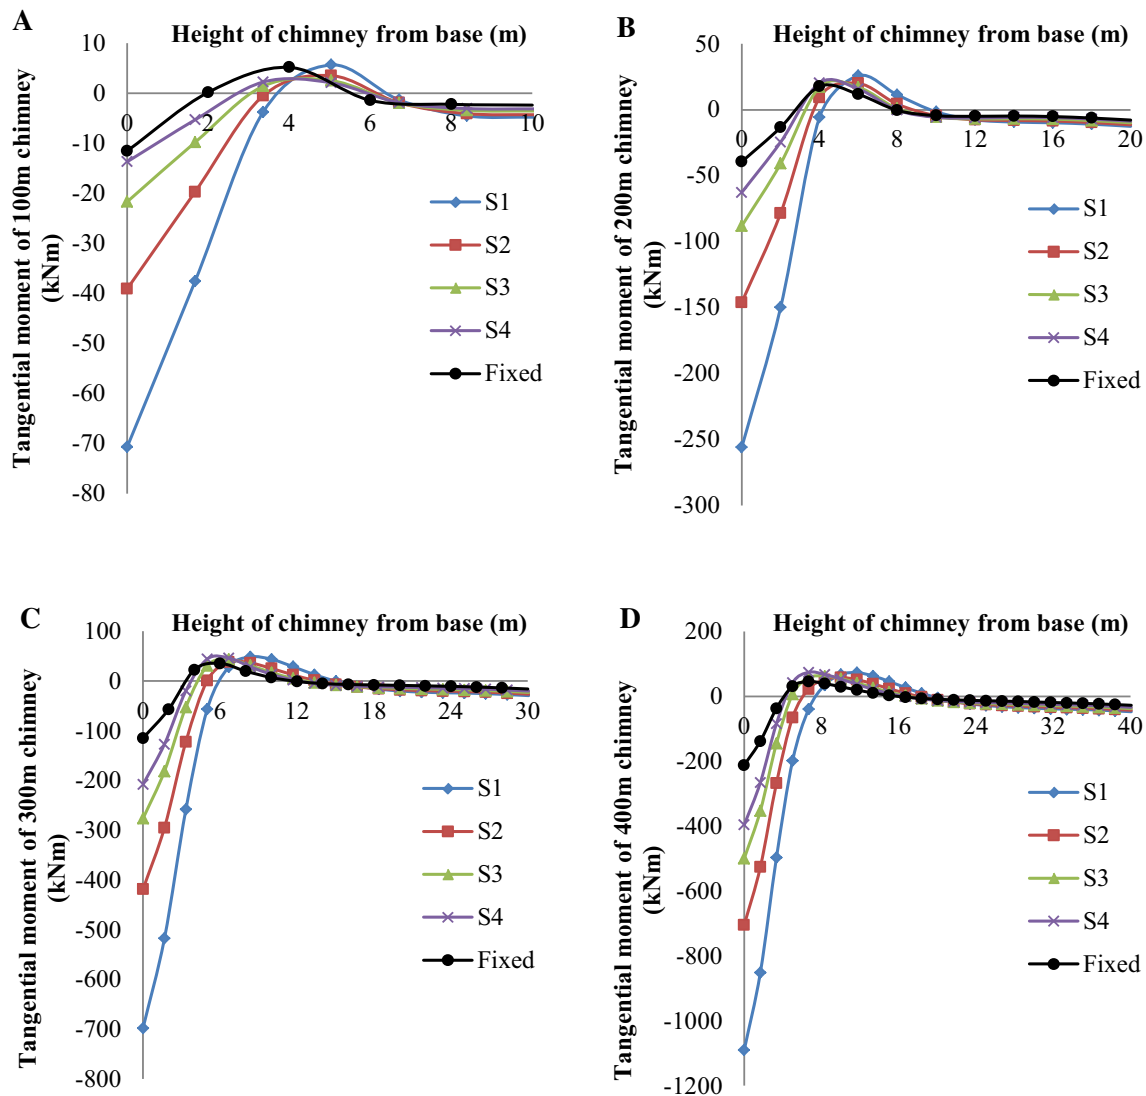 A
Height of chimney from base (m)
Tangential moment of 100m chimney
(kNm)
10
0
-10
-20
-30
-40
-50
-60
-70
-80
0 2 4 6 8 10
S1
S2
S3
S4
Fixed
B
Height of chimney from base (m)
Tangential moment of 200m chimney
(kNm)
50
0
-50
-100
-150
-200
-250
-300
0 4 8 12 16 20
S1
S2
S3
S4
Fixed
C
Height of chimney from base (m)
Tangential moment of 300m chimney
(kNm)
100
0
-100
-200
-300
-400
-500
-600
-700
-800
0 6 12 18 24 30
S1
S2
S3
S4
Fixed
D
Height of chimney from base (m)
Tangential moment of 400m chimney
(kNm)
200
0
-200
-400
-600
-800
-1000
-1200
0 8 16 24 32 40
S1
S2
S3
S4
Fixed